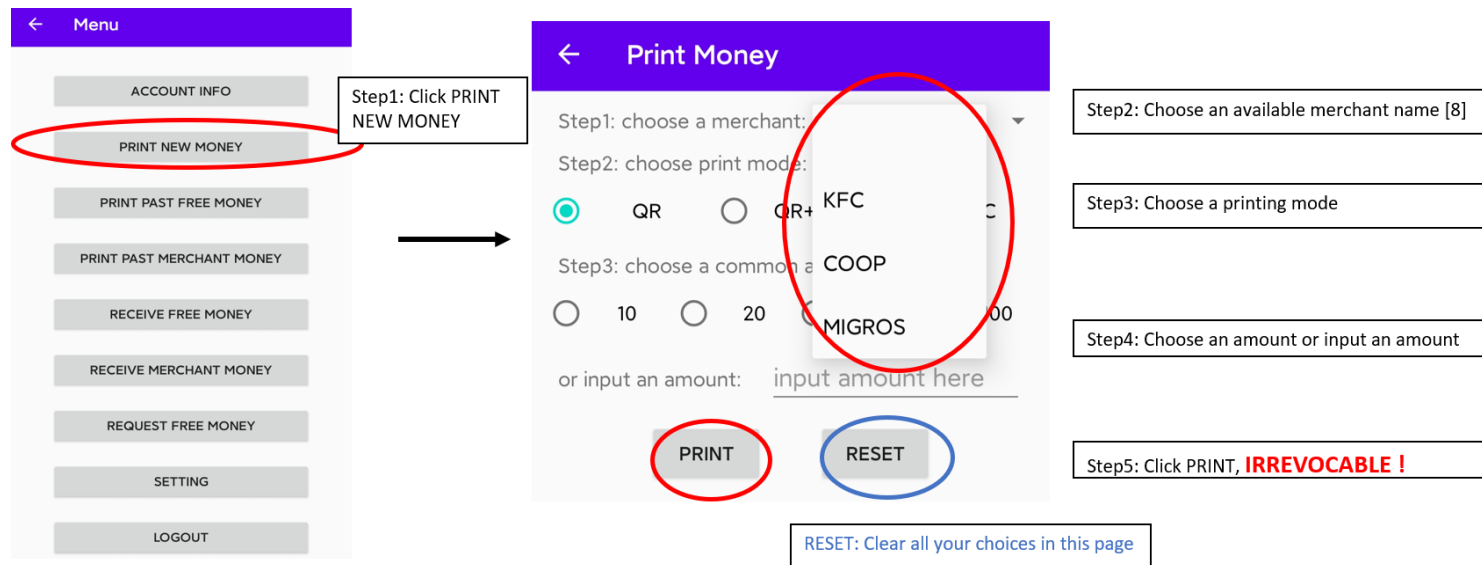 Menu
ACCOUNT INFO
PRINT NEW MONEY
PRINT PAST FREE MONEY
PRINT PAST MERCHANT MONEY
RECEIVE FREE MONEY
RECEIVE MERCHANT MONEY
REQUEST FREE MONEY
SETTING
LOGOUT
Step1: Click PRINT
NEW MONEY
Print Money
Step1: choose a merchant:
Step2: choose print mode:
QR QR+
Step3: choose a common
10 20
or input an amount: input amount here
KFC
COOP
MIGROS
PRINT RESET
Step2: Choose an available merchant name [8]
Step3: Choose a printing mode
Step4: Choose an amount or input an amount
Step5: Click PRINT, IRREVOCABLE !
RESET: Clear all your choices in this page